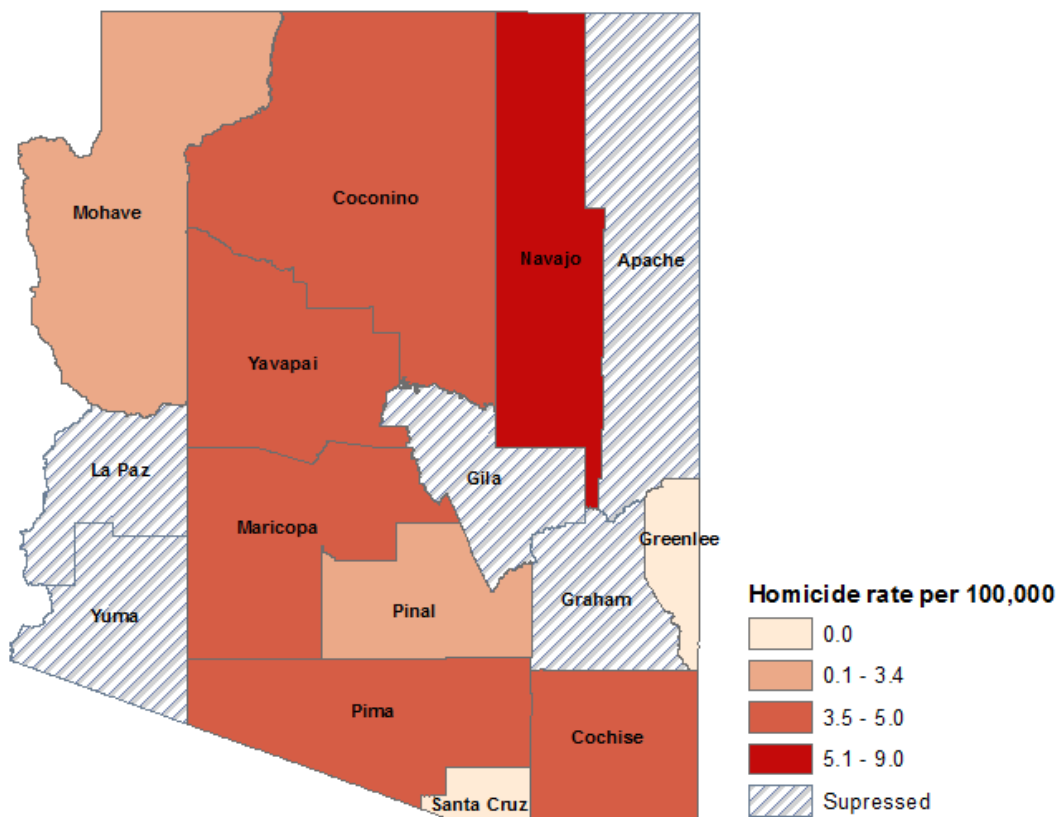 Coconino
Mohave
Navajo
Apache
Yavapai
La Paz
Gila
Maricopa
Greenlee
Graham
Pinal
Yuma
Pima
Cochise
Santa Cruz
Homicide rate per 100,000
0.0
0.1 - 3.4
3.5 - 5.0
5.1 - 9.0
Supressed